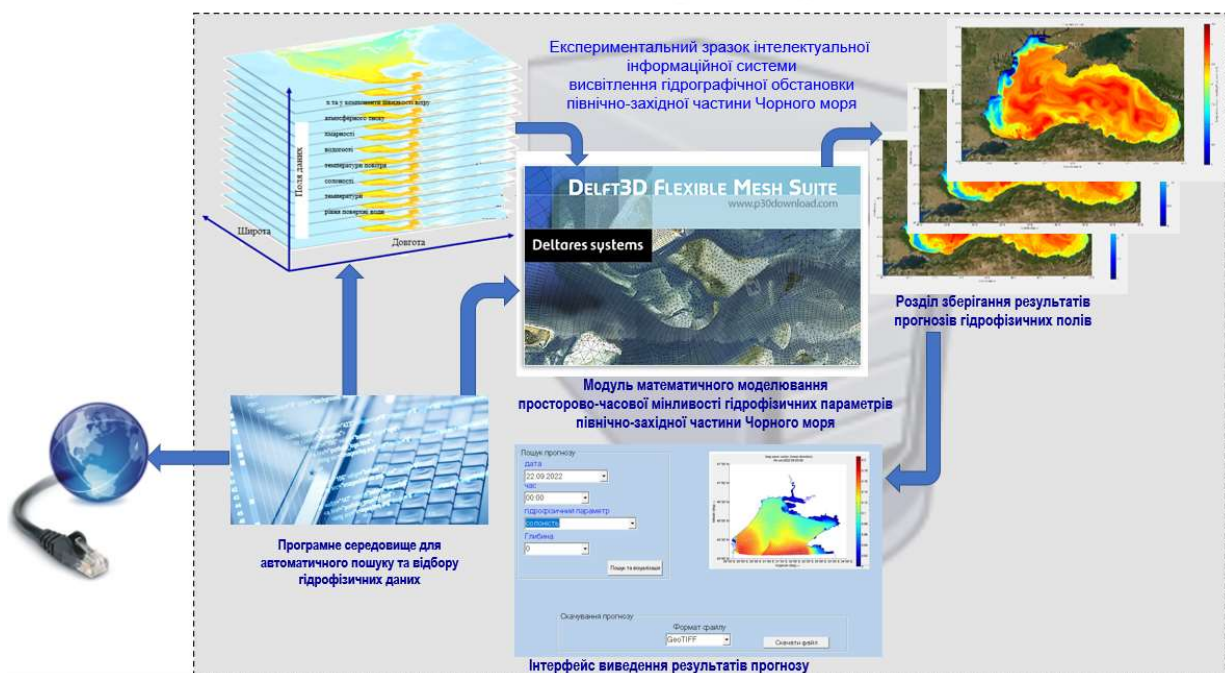 Експериментальний зразок інтелектуальної
інформаційної системи
висвітлення гідрографічної обстановки
північно-західної частини Чорного моря
атмосферного тиску
хмарності
вологості
температури повітря
солоності
температури
рівня поверхні води
Поля даних
Широта
Довгота
DELFT3D FLEXIBLE MESH SUITE
www.p30download.com
Deltares systems
Розділ зберігання результатів
прогнозів гідрофізичних полів
Модуль математичного моделювання
просторово-часової мінливості гідрофізичних параметрів
північно-західної частини Чорного моря
Програмне середовище для
автоматичного пошуку та відбору
гідрофізичних даних
Пошук прогнозу
дата
22.09.2022
час
00:00
гідрофізичний параметр
солоність
Глибина
0
Пошук та візуалізація
Скачування прогнозу
Формат файлу
GeoTIFF
Скачати файл
Інтерфейс виведення результатів прогнозу